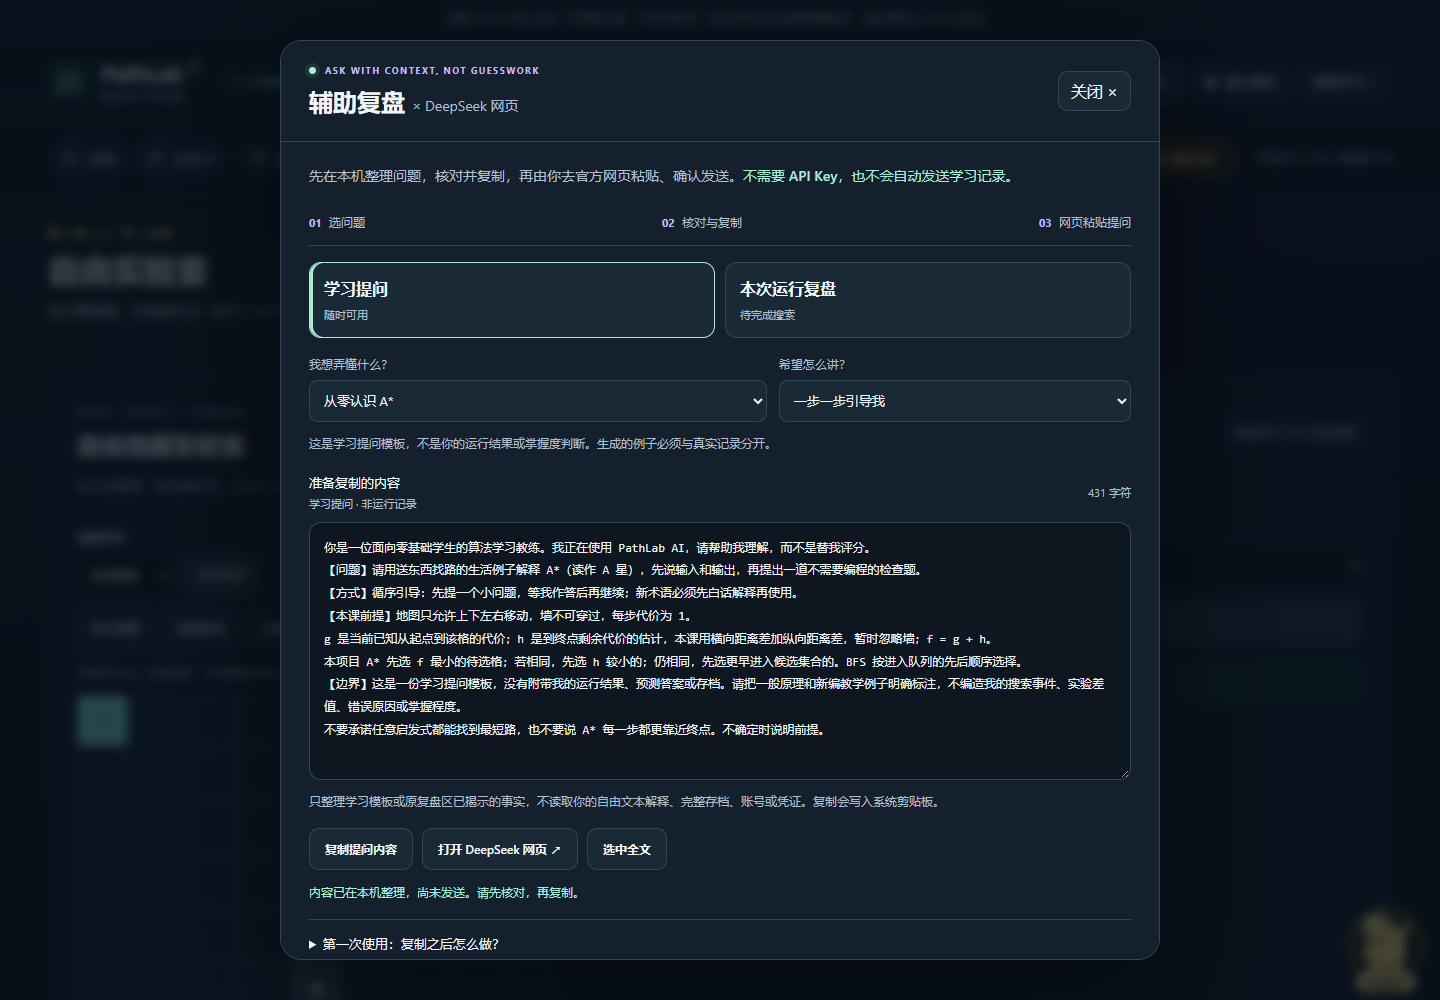 ASK WITH CONTEXT, NOT GUESSWORK
辅助复盘 × DeepSeek 网页
关闭 ×
先在本机整理问题，核对并复制，再由你去官方网页粘贴、确认发送。不需要 API Key，也不会自动发送学习记录。
01 选问题
02 核对与复制
03 网页粘贴提问
学习提问
随时可用
本次运行复盘
待完成搜索
我想弄懂什么?
希望怎么讲?
从零认识 A*
一步一步引导我
这是学习提问模板，不是你的运行结果或掌握度判断。生成的例子必须与真实记录分开。
准备复制的内容
学习提问 · 非运行记录
431 字符
你是一位面向零基础学生的算法学习教练。我正在使用 PathLab AI，请帮助我理解，而不是替我评分。
【问题】请用送东西找路的生活例子解释 A*（读作 A 星），先说输入和输出，再提出一道不需要编程的检查题。
【方式】循序引导：先提一个小问题，等我作答后再继续；新术语必须先白话解释再使用。
【本课前提】地图只允许上下左右移动，墙不可穿过，每步代价为 1。
g 是当前已知从起点到该格的代价；h 是到终点剩余代价的估计，本课用横向距离差加纵向距离差，暂时忽略墙；f = g + h。
本项目 A* 先选 f 最小的待选格；若相同，先选 h 较小的；仍相同，先选更早进入候选集合的。BFS 按进入队列的先后顺序选择。
【边界】这是一份学习提问模板，没有附带我的运行结果、预测答案或存档。请把一般原理和新编教学例子明确标注，不编造我的搜索事件、实验差
值、错误原因或掌握程度。
不要承诺任意启发式都能找到最短路，也不要说 A* 每一步都更靠近终点。不确定时说明前提。
只整理学习模板或原复盘区已揭示的事实，不读取你的自由文本解释、完整存档、账号或凭证。复制会写入系统剪贴板。
复制提问内容
打开 DeepSeek 网页 ↗
选中全文
内容已在本机整理，尚未发送。请先核对，再复制。
▶ 第一次使用：复制之后怎么做?
PathLab
自由实验室